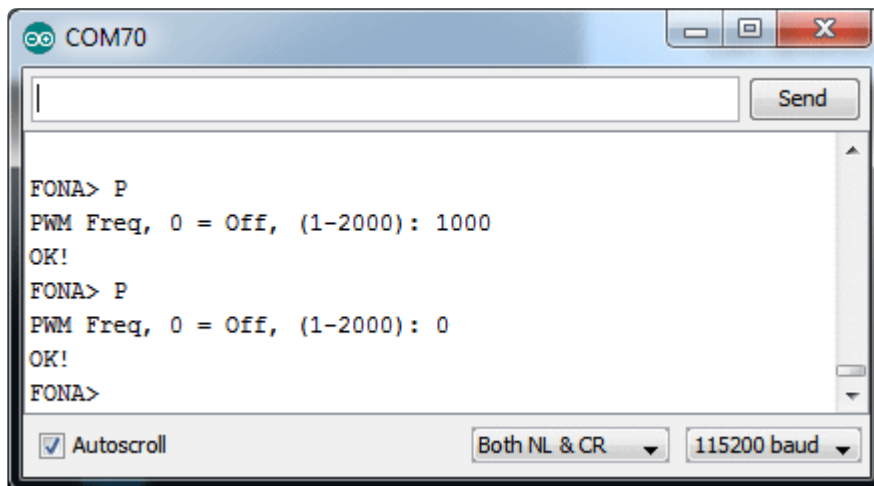 COM70
Send
FONA> P
PWM Freq, 0 = Off, (1-2000): 1000
OK!
FONA> P
PWM Freq, 0 = Off, (1-2000): 0
OK!
FONA>
Autoscroll
Both NL & CR
115200 baud